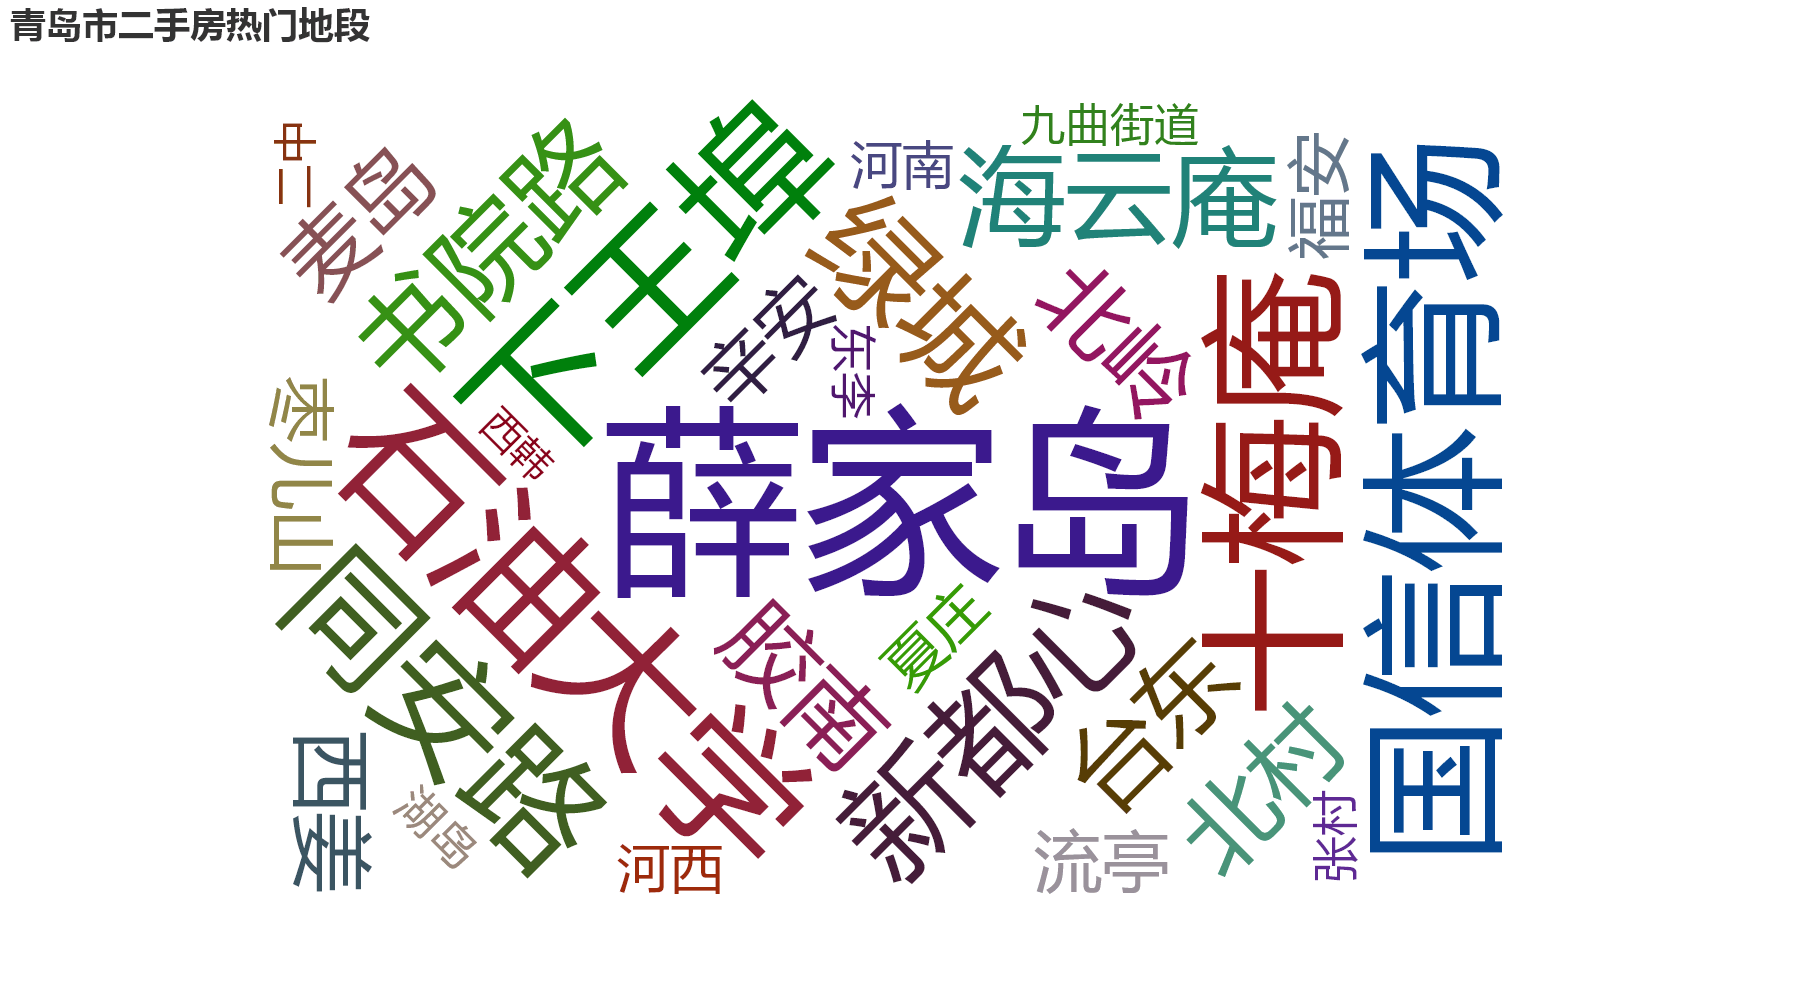 青岛市二手房热门地段
九曲街道
中二
麦岛
书院路
下王埠
河南
海云庵
福安
国信体育场
绿城
北岭
羊安
东李
十梅庵
枣儿山
西韩
石油大学
薛家岛
同安路
胶南
夏庄
新都心
台东
北村
西姜
湖岛
河西
流亭
张村